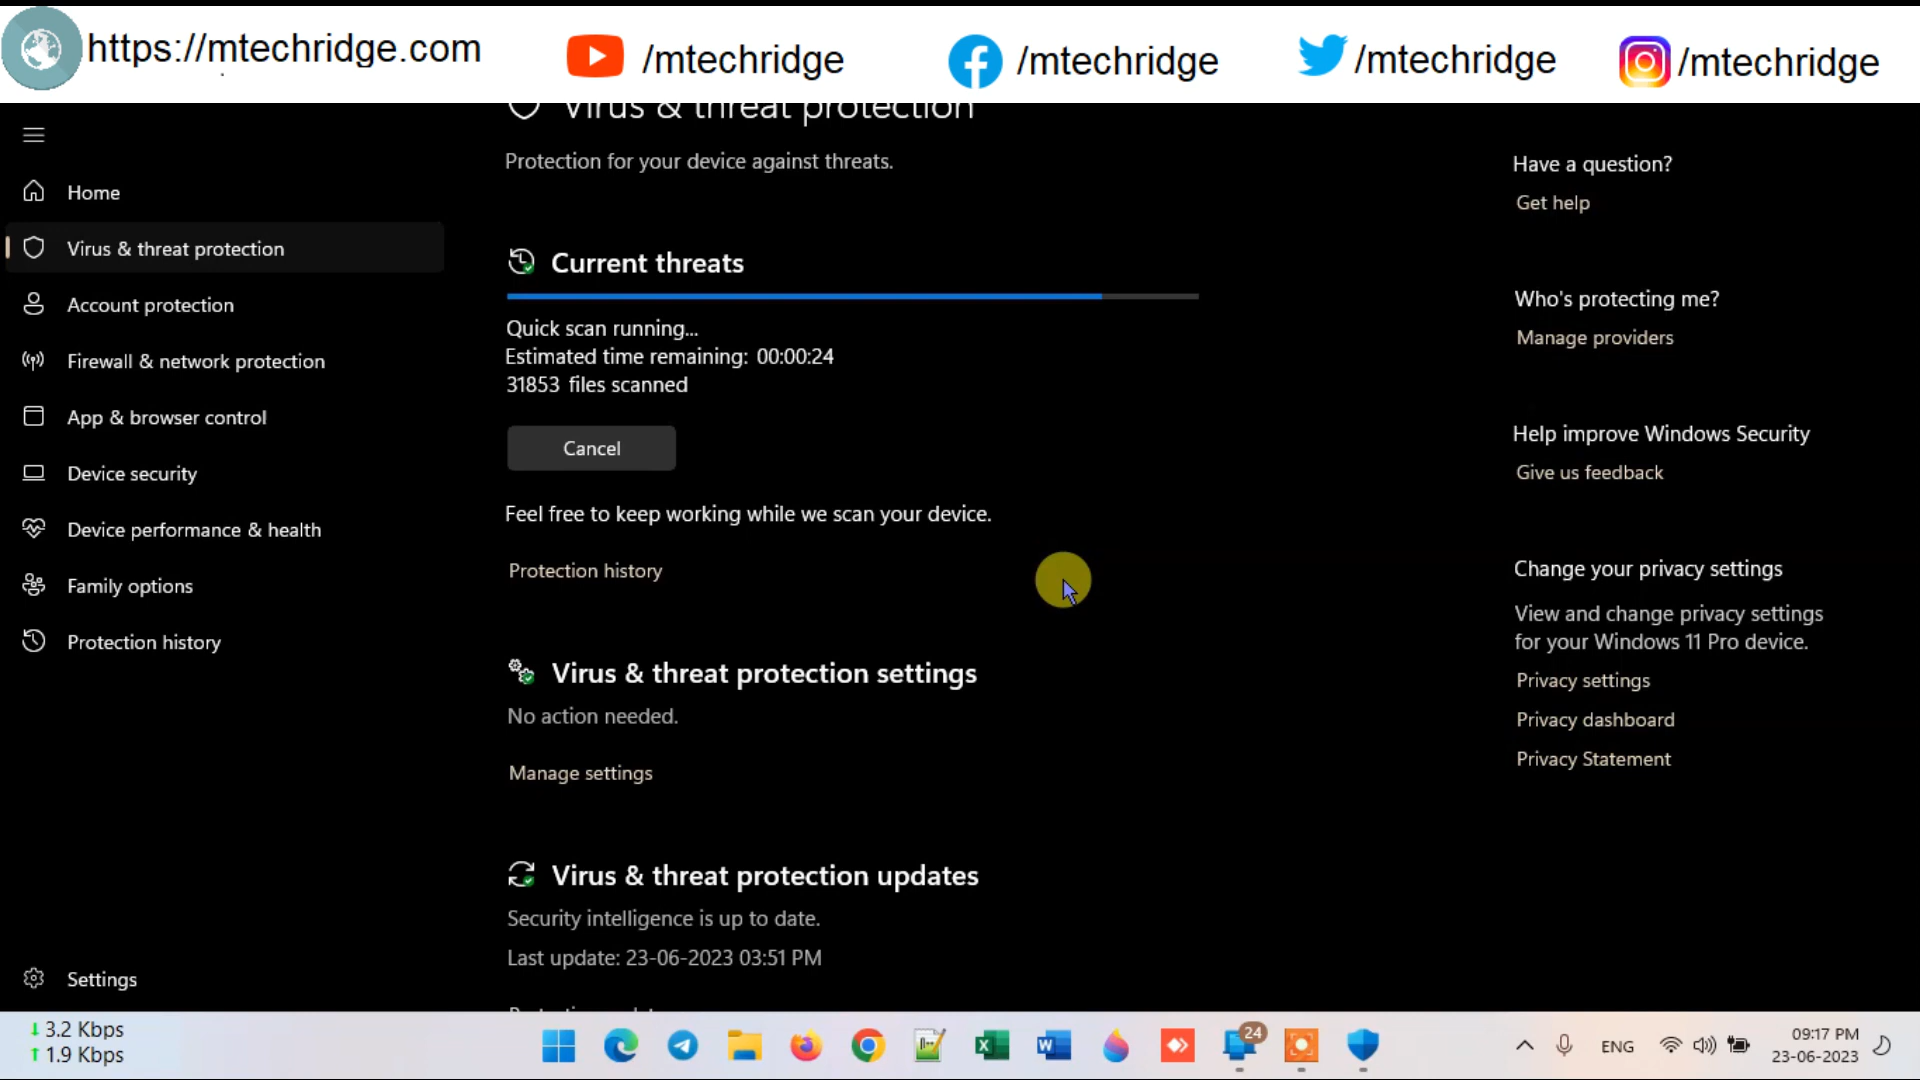 https://mtechridge.com
/mtechridge
/mtechridge
/mtechridge
/mtechridge
Virus & threat protection
Protection for your device against threats.
Home
Virus & threat protection
Account protection
Firewall & network protection
App & browser control
Device security
Device performance & health
Family options
Protection history
Settings
Current threats
Quick scan running...
Estimated time remaining: 00:00:24
31853 files scanned
Cancel
Feel free to keep working while we scan your device.
Protection history
Virus & threat protection settings
No action needed.
Manage settings
Virus & threat protection updates
Security intelligence is up to date.
Last update: 23-06-2023 03:51 PM
Have a question?
Get help
Who's protecting me?
Manage providers
Help improve Windows Security
Give us feedback
Change your privacy settings
View and change privacy settings
for your Windows 11 Pro device.
Privacy settings
Privacy dashboard
Privacy Statement
↓ 3.2 Kbps
↑ 1.9 Kbps
24
ENG
09:17 PM
23-06-2023